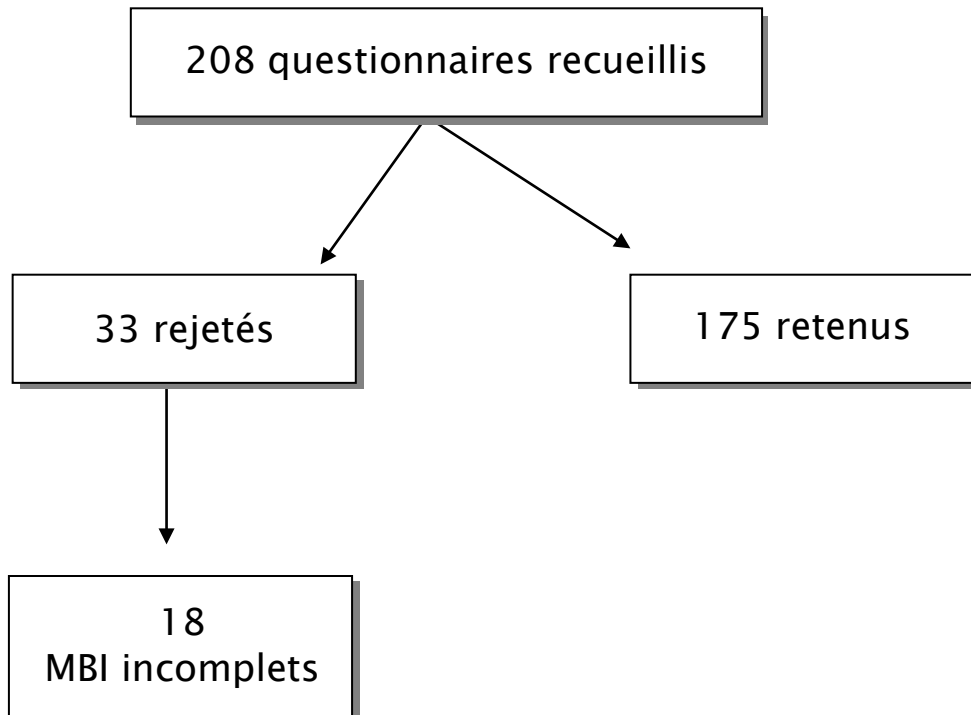 208 questionnaires recueillis
33 rejetés
175 retenus
18
MBI incomplets